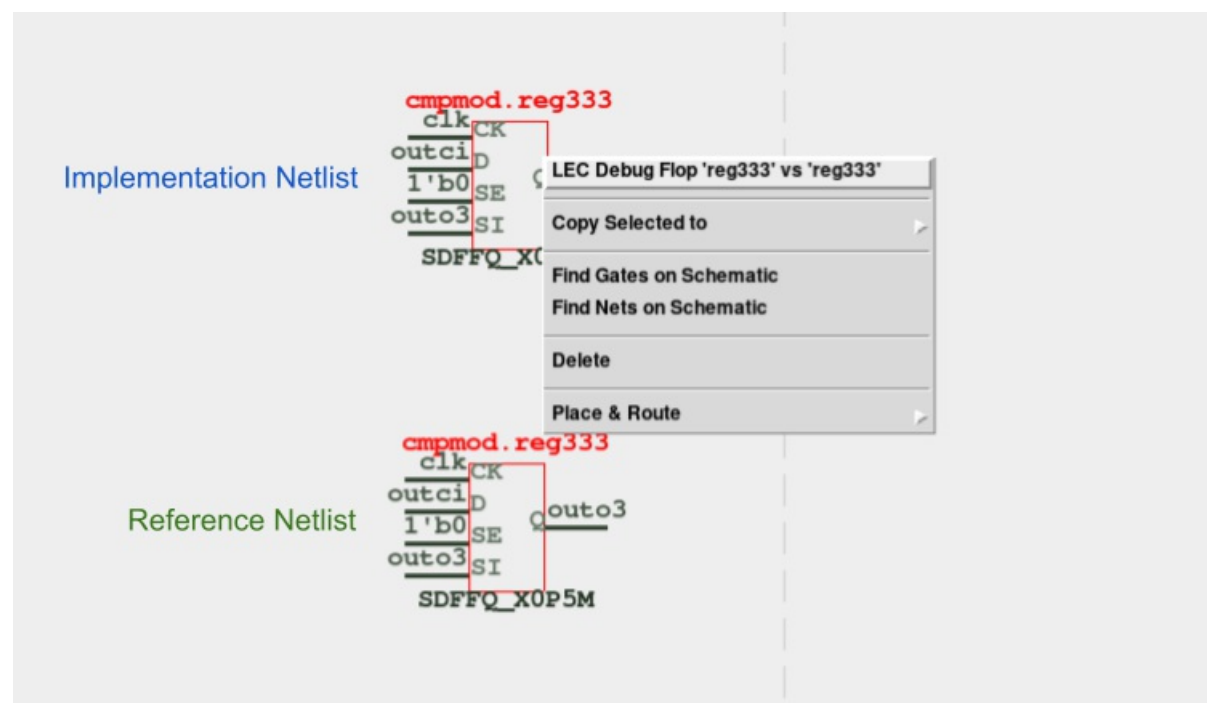 cmpmod.reg333
clk CK
outci D
Implementation Netlist
1'b0 SE
outo3 SI
SDFFQ_X0
LEC Debug Flop 'reg333' vs 'reg333'
Copy Selected to
Find Gates on Schematic
Find Nets on Schematic
Delete
Place & Route
cmpmod.reg333
clk CK
outci D
Reference Netlist
1'b0 SE
Q outo3
outo3 SI
SDFFQ_X0P5M